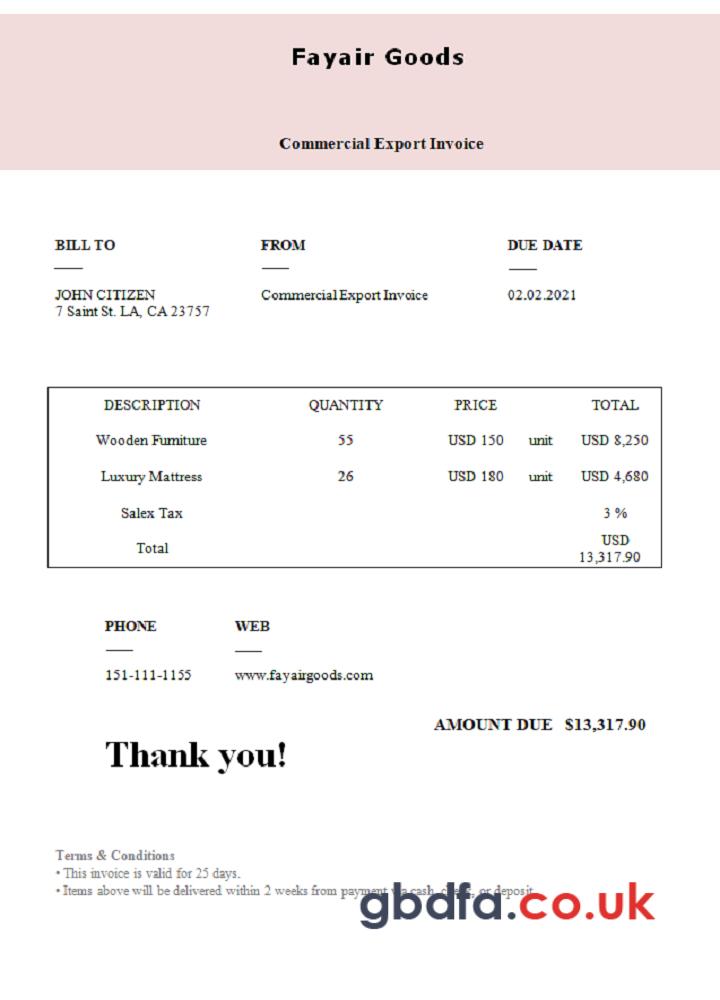 Fayair Goods
Commercial Export Invoice
BILL TO FROM DUE DATE
JOHN CITIZEN Commercial Export Invoice 02.02.2021
7 Saint St. LA, CA 23757
DESCRIPTION QUANTITY PRICE TOTAL
Wooden Furniture 55 USD 150 unit USD 8,250
Luxury Mattress 26 USD 180 unit USD 4,680
Salex Tax 3 %
Total USD 13,317.90
PHONE WEB
151-111-1155 www.fayairgoods.com
AMOUNT DUE $13,317.90
Thank you!
Terms & Conditions
• This invoice is valid for 25 days.
• Items above will be delivered within 2 weeks from payment via cash, or deposit
gbdfa.co.uk